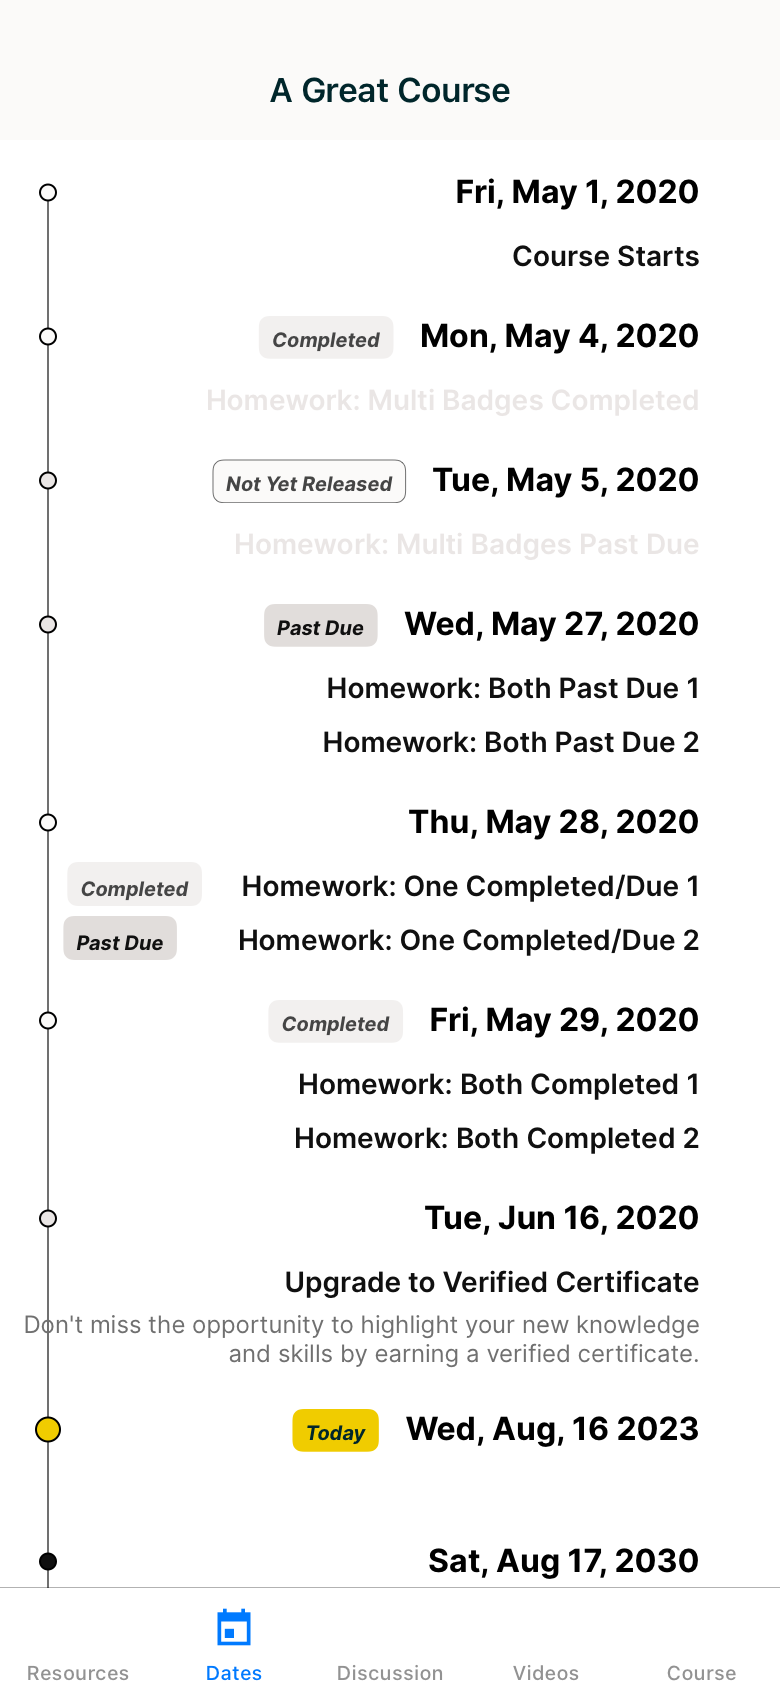 A Great Course
Fri, May 1, 2020
Course Starts
Completed Mon, May 4, 2020
Homework: Multi Badges Completed
Not Yet Released Tue, May 5, 2020
Homework: Multi Badges Past Due
Past Due Wed, May 27, 2020
Homework: Both Past Due 1
Homework: Both Past Due 2
Thu, May 28, 2020
Completed Homework: One Completed/Due 1
Past Due Homework: One Completed/Due 2
Completed Fri, May 29, 2020
Homework: Both Completed 1
Homework: Both Completed 2
Tue, Jun 16, 2020
Upgrade to Verified Certificate
Don't miss the opportunity to highlight your new knowledge
and skills by earning a verified certificate.
Today Wed, Aug, 16 2023
Sat, Aug 17, 2030
Resources Dates Discussion Videos Course